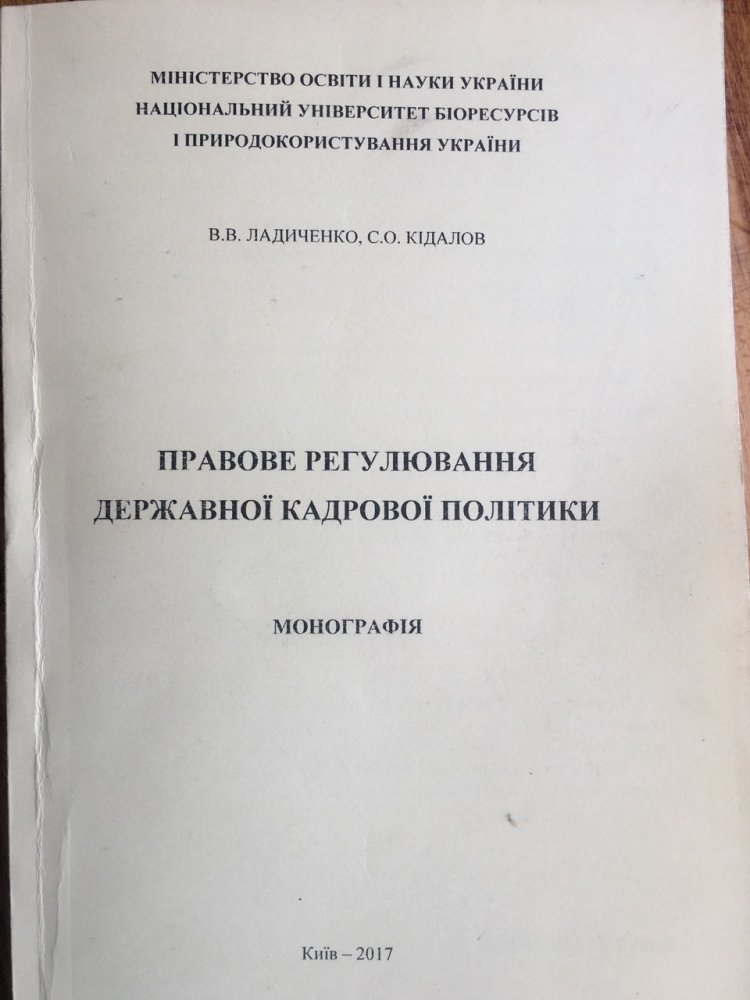 МІНІСТЕРСТВО ОСВІТИ І НАУКИ УКРАЇНИ
НАЦІОНАЛЬНИЙ УНІВЕРСИТЕТ БІОРЕСУРСІВ
І ПРИРОДОКОРИСТУВАННЯ УКРАЇНИ
В.В. ЛАДИЧЕНКО, С.О. КІДАЛОВ
ПРАВОВЕ РЕГУЛЮВАННЯ
ДЕРЖАВНОЇ КАДРОВОЇ ПОЛІТИКИ
МОНОГРАФІЯ
Київ – 2017